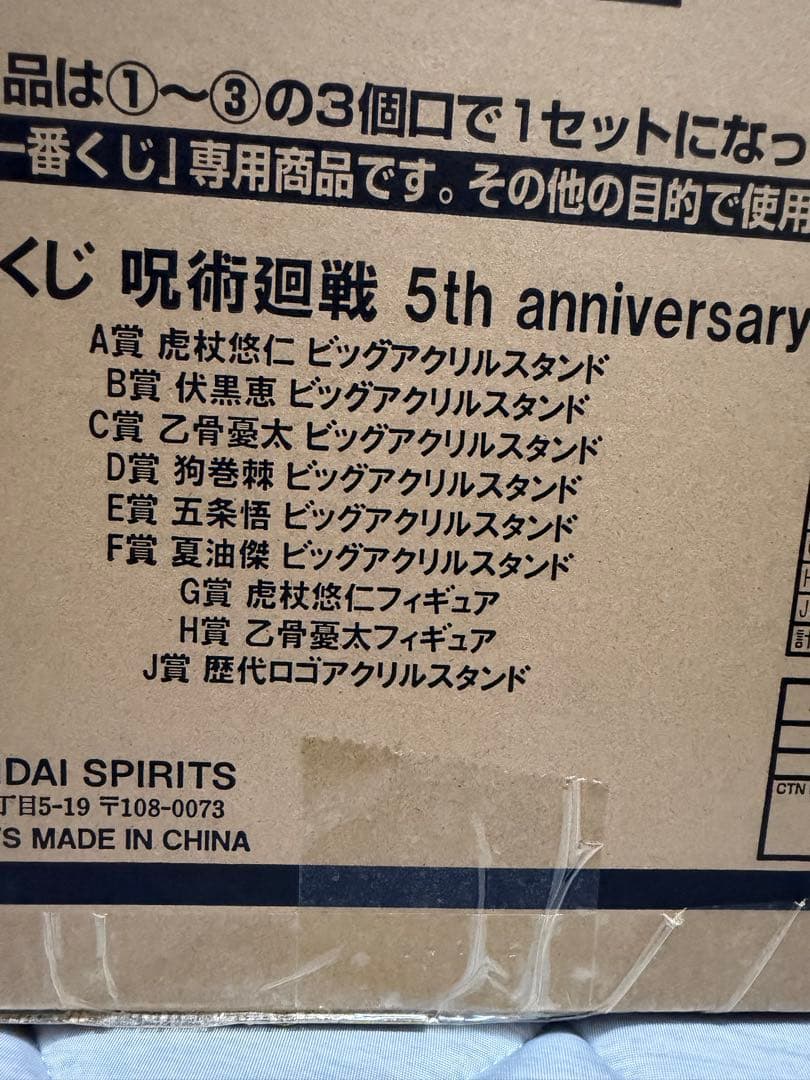 品は①～③の3個口で1セットになっ
一番くじ」専用商品です。その他の目的で使用
くじ 呪術廻戦 5th anniversary
A賞 虎杖悠仁 ビッグアクリルスタンド
B賞 伏黒恵 ビッグアクリルスタンド
C賞 乙骨憂太 ビッグアクリルスタンド
D賞 狗巻棘 ビッグアクリルスタンド
E賞 五条悟 ビッグアクリルスタンド
F賞 夏油傑 ビッグアクリルスタンド
G賞 虎杖悠仁フィギュア
H賞 乙骨憂太フィギュア
J賞 歴代ロゴアクリルスタンド
H
J
計
NDAI SPIRITS
丁目5-19 〒108-0073
S MADE IN CHINA
CTN